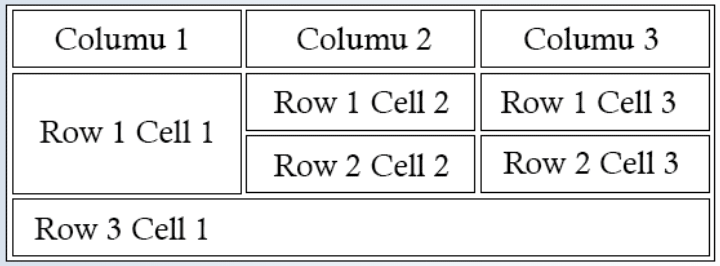 Columu 1 Columu 2 Columu 3
Row 1 Cell 1 Row 1 Cell 2 Row 1 Cell 3
Row 2 Cell 2 Row 2 Cell 3
Row 3 Cell 1